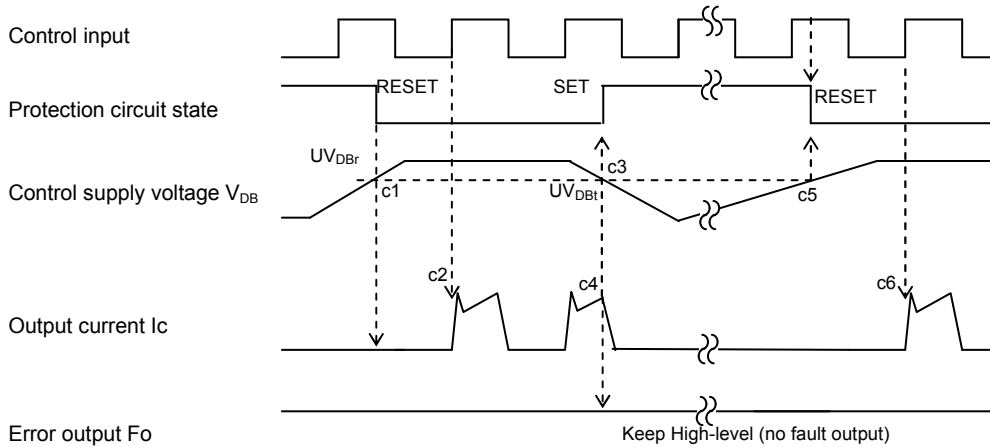 Control input
Protection circuit state
RESET
SET
RESET
Control supply voltage VDB
UVDBr
c1
UVDBt
c3
c5
Output current Ic
c2
c4
c6
Error output Fo
Keep High-level (no fault output)